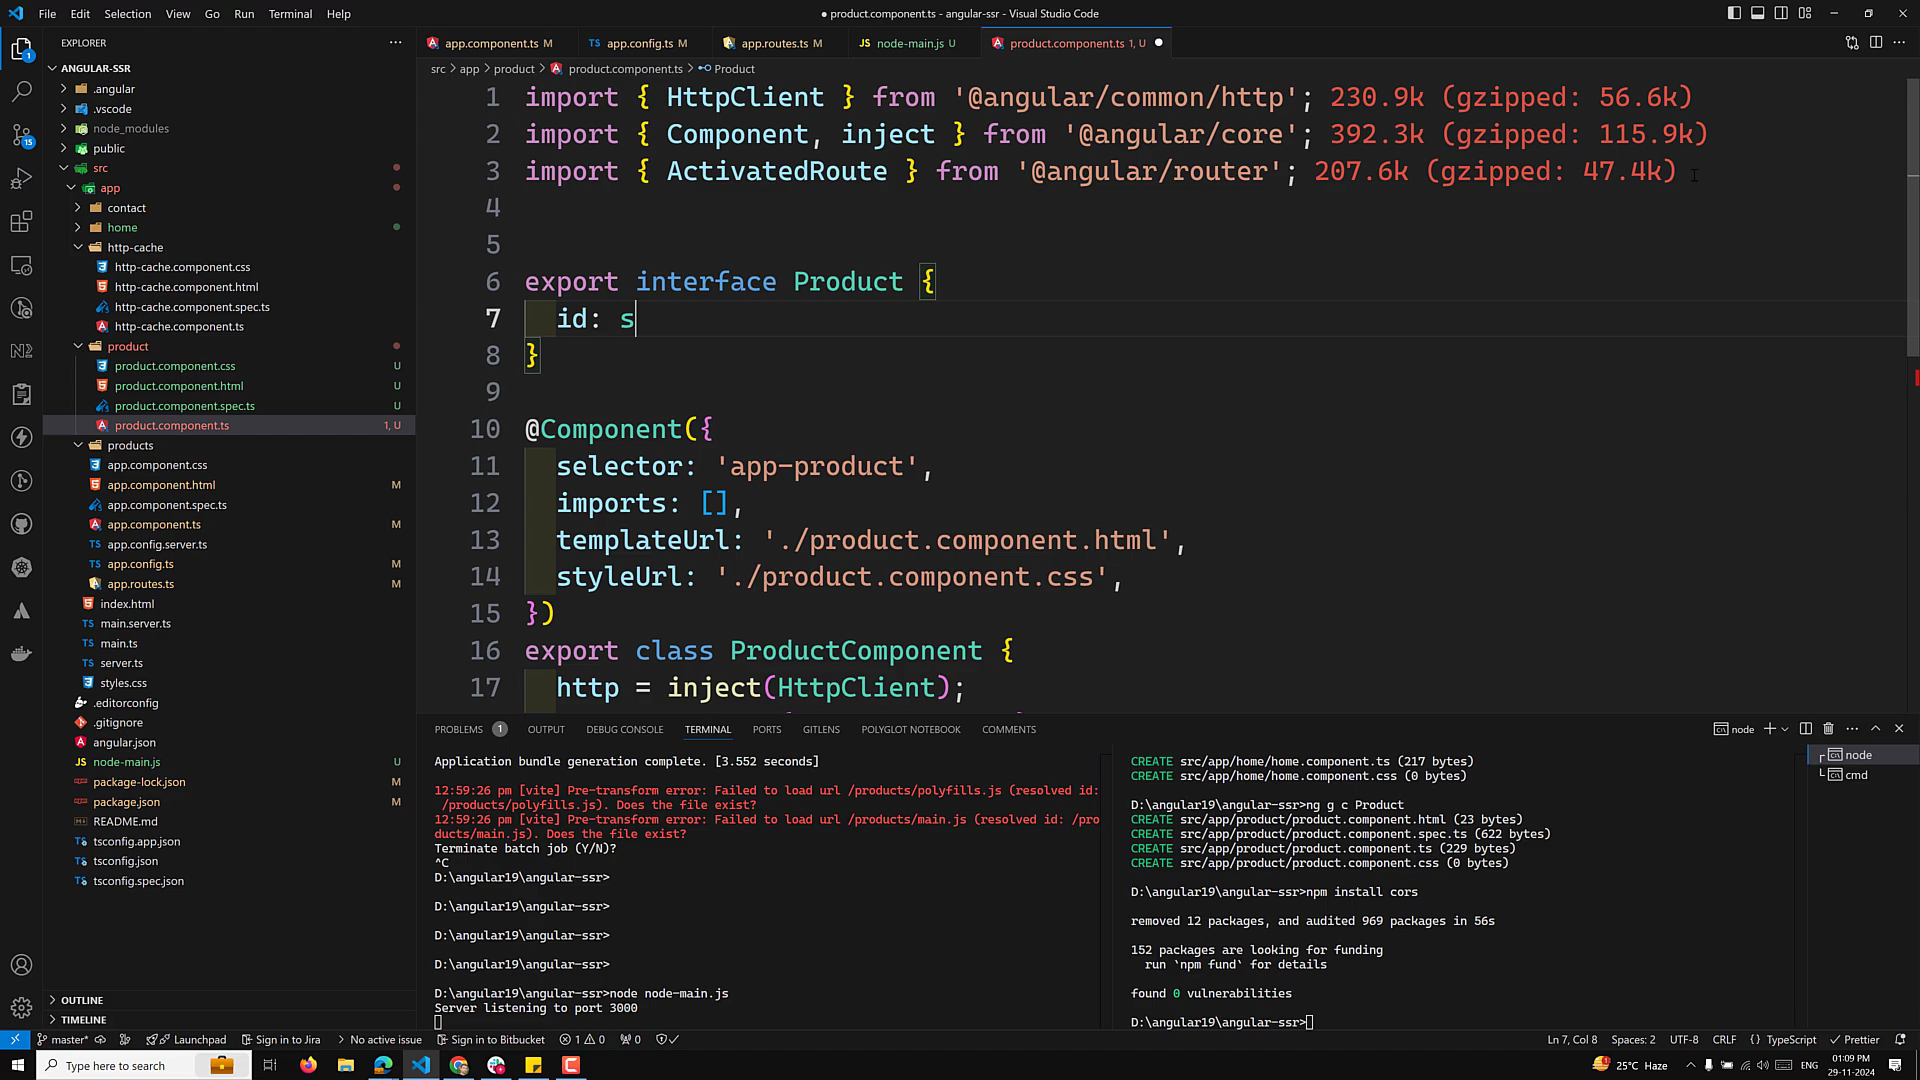 File Edit Selection View Go Run Terminal Help
● product.component.ts - angular-ssr - Visual Studio Code
EXPLORER
app.component.ts M
TS app.config.ts M
app.routes.ts M
JS node-main.js U
product.component.ts 1, U
src > app > product > product.component.ts > Product
ANGULAR-SSR
.angular
.vscode
node_modules
public
src
app
contact
home
http-cache
http-cache.component.css
http-cache.component.html
http-cache.component.spec.ts
http-cache.component.ts
product
product.component.css U
product.component.html U
product.component.spec.ts U
product.component.ts 1, U
products
app.component.css
app.component.html M
app.component.spec.ts
app.component.ts M
TS app.config.server.ts
TS app.config.ts M
app.routes.ts M
index.html
TS main.server.ts
TS main.ts
TS server.ts
styles.css
.editorconfig
.gitignore
angular.json
JS node-main.js U
package-lock.json M
package.json M
README.md
tsconfig.app.json
tsconfig.json
tsconfig.spec.json
OUTLINE
TIMELINE
1 import { HttpClient } from '@angular/common/http'; 230.9k (gzipped: 56.6k)
2 import { Component, inject } from '@angular/core'; 392.3k (gzipped: 115.9k)
3 import { ActivatedRoute } from '@angular/router'; 207.6k (gzipped: 47.4k)
4
5
6 export interface Product {
7 id: s
8 }
9
10 @Component({
11 selector: 'app-product',
12 imports: [],
13 templateUrl: './product.component.html',
14 styleUrl: './product.component.css',
15 })
16 export class ProductComponent {
17 http = inject(HttpClient);
PROBLEMS 1 OUTPUT DEBUG CONSOLE TERMINAL PORTS GITLENS POLYGLOT NOTEBOOK COMMENTS
node
Application bundle generation complete. [3.552 seconds]
12:59:26 pm [vite] Pre-transform error: Failed to load url /products/polyfills.js (resolved id:
/products/polyfills.js). Does the file exist?
12:59:26 pm [vite] Pre-transform error: Failed to load url /products/main.js (resolved id: /pro
ducts/main.js). Does the file exist?
Terminate batch job (Y/N)?
^C
D:\angular19\angular-ssr>
D:\angular19\angular-ssr>
D:\angular19\angular-ssr>
D:\angular19\angular-ssr>
D:\angular19\angular-ssr>node node-main.js
Server listening to port 3000
CREATE src/app/home/home.component.ts (217 bytes)
CREATE src/app/home/home.component.css (0 bytes)
D:\angular19\angular-ssr>ng g c Product
CREATE src/app/product/product.component.html (23 bytes)
CREATE src/app/product/product.component.spec.ts (622 bytes)
CREATE src/app/product/product.component.ts (229 bytes)
CREATE src/app/product/product.component.css (0 bytes)
D:\angular19\angular-ssr>npm install cors
removed 12 packages, and audited 969 packages in 56s
152 packages are looking for funding
run `npm fund` for details
found 0 vulnerabilities
D:\angular19\angular-ssr>
node
cmd
master* Launchpad Sign in to Jira No active issue Sign in to Bitbucket 1 0 0
Ln 7, Col 8 Spaces: 2 UTF-8 CRLF {} TypeScript Prettier
Type here to search
25°C Haze
ENG
01:09 PM
29-11-2024